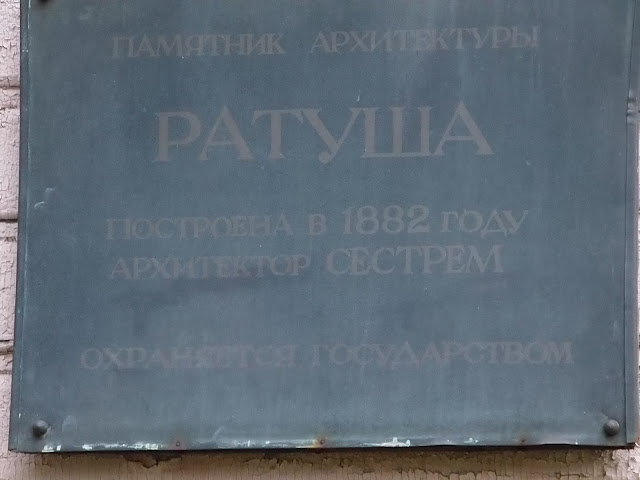 ПАМЯТНИК АРХИТЕКТУРЫ
РАТУША
ПОСТРОЕНА В 1882 ГОДУ
АРХИТЕКТОР СЕСТРЕМ
ОХРАНЯЕТСЯ ГОСУДАРСТВОМ